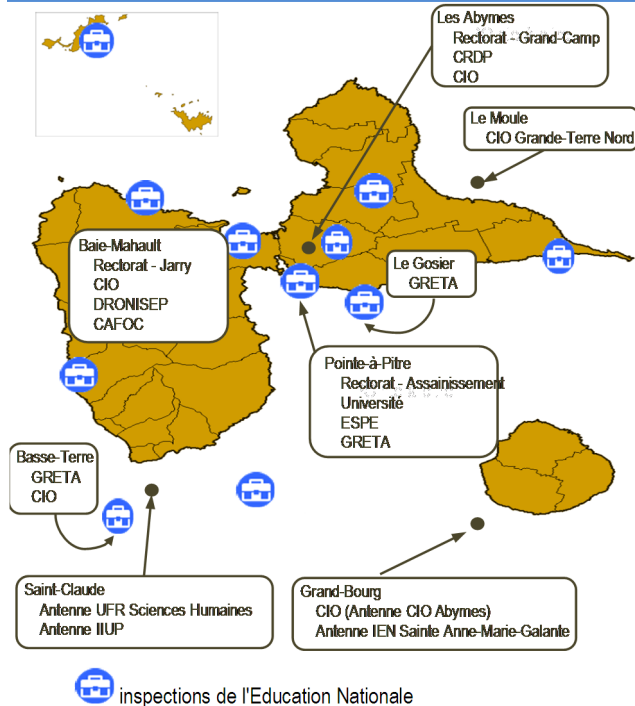 Les Abymes
Rectorat - Grand-Camp
CRDP
CIO
Le Moule
CIO Grande-Terre Nord
Baie-Mahault
Rectorat - Jarry
CIO
DRONISEP
CAFOC
Le Gosier
GRETA
Pointe-à-Pitre
Rectorat - Assainissement
Université
ESPE
GRETA
Basse-Terre
GRETA
CIO
Saint-Claude
Antenne UFR Sciences Humaines
Antenne IIUP
Grand-Bourg
CIO (Antenne CIO Abymes)
Antenne IEN Sainte Anne-Marie-Galante
inspections de l'Education Nationale